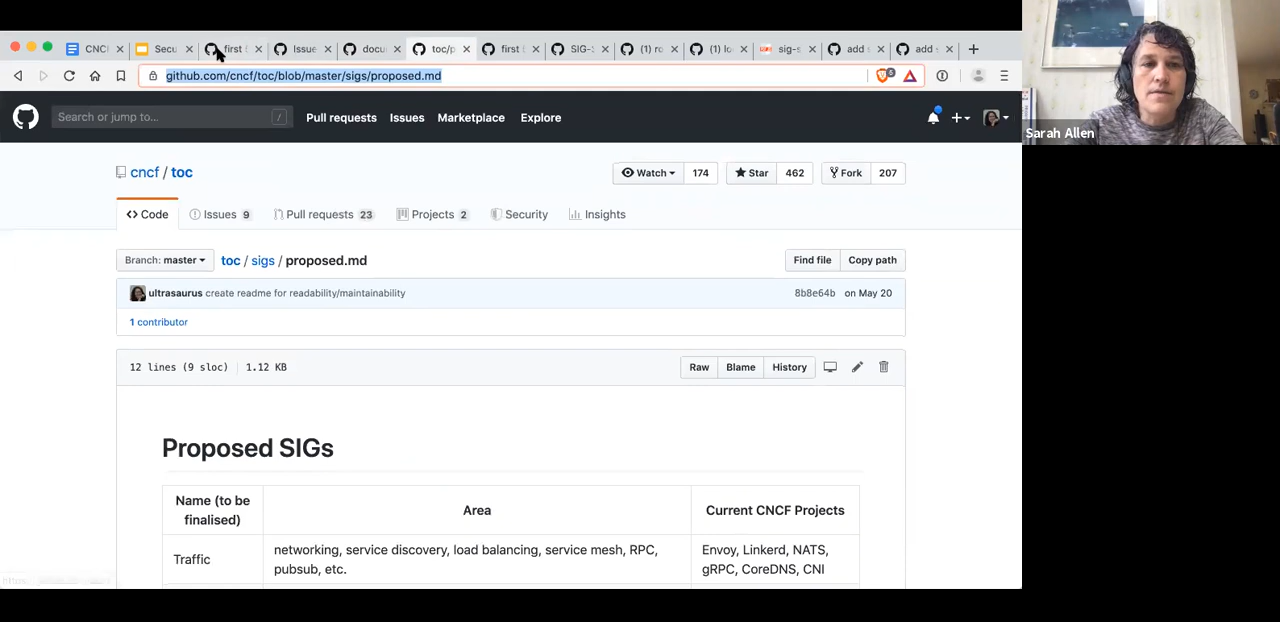 CNCF
Secu
first
Issue
docu
toc/p
first
SIG-
(1) ro
(1) lo
sig-s
add s
add
github.com/cncf/toc/blob/master/sigs/proposed.md
Search or jump to... /
Pull requests Issues Marketplace Explore
Sarah Allen
cncf / toc
Watch 174 Star 462 Fork 207
Code Issues 9 Pull requests 23 Projects 2 Security Insights
Branch: master toc / sigs / proposed.md Find file Copy path
ultrasaurus create readme for readability/maintainability 8b8e64b on May 20
1 contributor
12 lines (9 sloc) 1.12 KB Raw Blame History
Proposed SIGs
Name (to be
finalised)
Area
Current CNCF Projects
Traffic
networking, service discovery, load balancing, service mesh, RPC,
pubsub, etc.
Envoy, Linkerd, NATS,
gRPC, CoreDNS, CNI